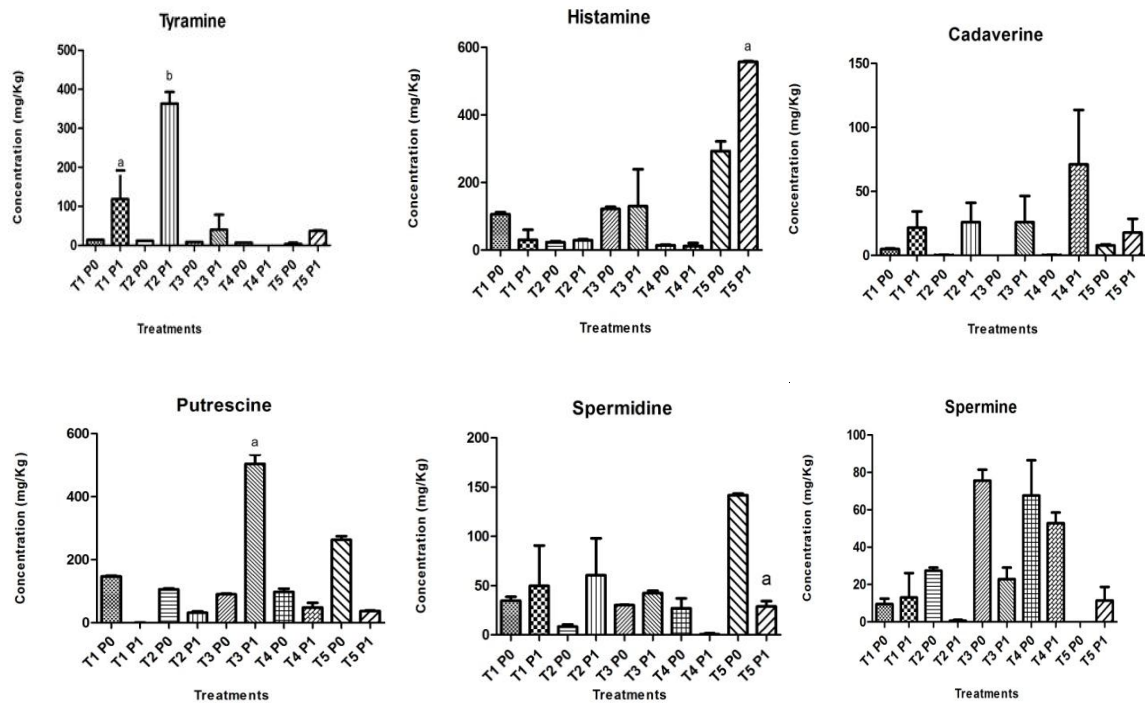 Tyramine
Concentration (mg/Kg)
500
400
300
200
100
0
a
b
T1 P0
T1 P1
T2 P0
T2 P1
T3 P0
T3 P1
T4 P0
T4 P1
T5 P0
T5 P1
Treatments
Histamine
Concentration (mg/Kg)
600
400
200
0
a
T1 P0
T1 P1
T2 P0
T2 P1
T3 P0
T3 P1
T4 P0
T4 P1
T5 P0
T5 P1
Treatments
Cadaverine
Concentration (mg/Kg)
150
100
50
0
T1 P0
T1 P1
T2 P0
T2 P1
T3 P0
T3 P1
T4 P0
T4 P1
T5 P0
T5 P1
Treatments
Putrescine
Concentration (mg/Kg)
600
400
200
0
a
T1 P0
T1 P1
T2 P0
T2 P1
T3 P0
T3 P1
T4 P0
T4 P1
T5 P0
T5 P1
Treatments
Spermidine
Concentration (mg/Kg)
200
150
100
50
0
a
T1 P0
T1 P1
T2 P0
T2 P1
T3 P0
T3 P1
T4 P0
T4 P1
T5 P0
T5 P1
Treatments
Spermine
Concentration (mg/Kg)
100
80
60
40
20
0
T1 P0
T1 P1
T2 P0
T2 P1
T3 P0
T3 P1
T4 P0
T4 P1
T5 P0
T5 P1
Treatments